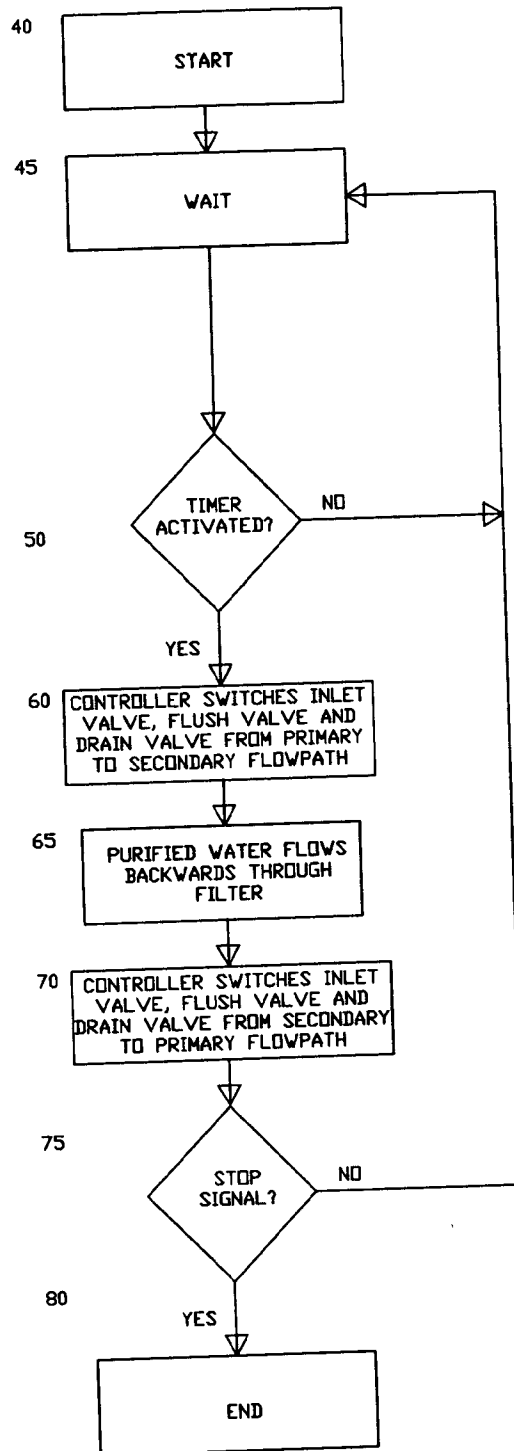 40
START
45
WAIT
TIMER
ACTIVATED?
NO
50
YES
60
CONTROLLER SWITCHES INLET
VALVE, FLUSH VALVE AND
DRAIN VALVE FROM PRIMARY
TO SECONDARY FLOWPATH
65
PURIFIED WATER FLOWS
BACKWARDS THROUGH
FILTER
70
CONTROLLER SWITCHES INLET
VALVE, FLUSH VALVE AND
DRAIN VALVE FROM SECONDARY
TO PRIMARY FLOWPATH
75
STOP
SIGNAL?
NO
80
YES
END